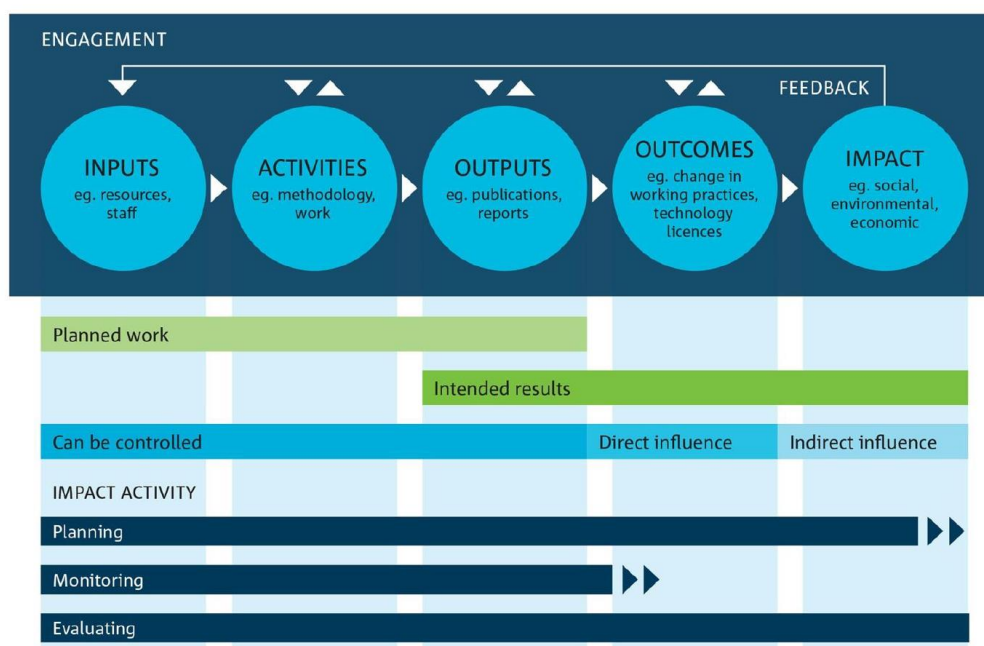 ENGAGEMENT
FEEDBACK
INPUTS
eg. resources,
staff
ACTIVITIES
eg. methodology,
work
OUTPUTS
eg. publications,
reports
OUTCOMES
eg. change in
working practices,
technology
licences
IMPACT
eg. social,
environmental,
economic
Planned work
Intended results
Can be controlled
Direct influence
Indirect influence
IMPACT ACTIVITY
Planning
Monitoring
Evaluating